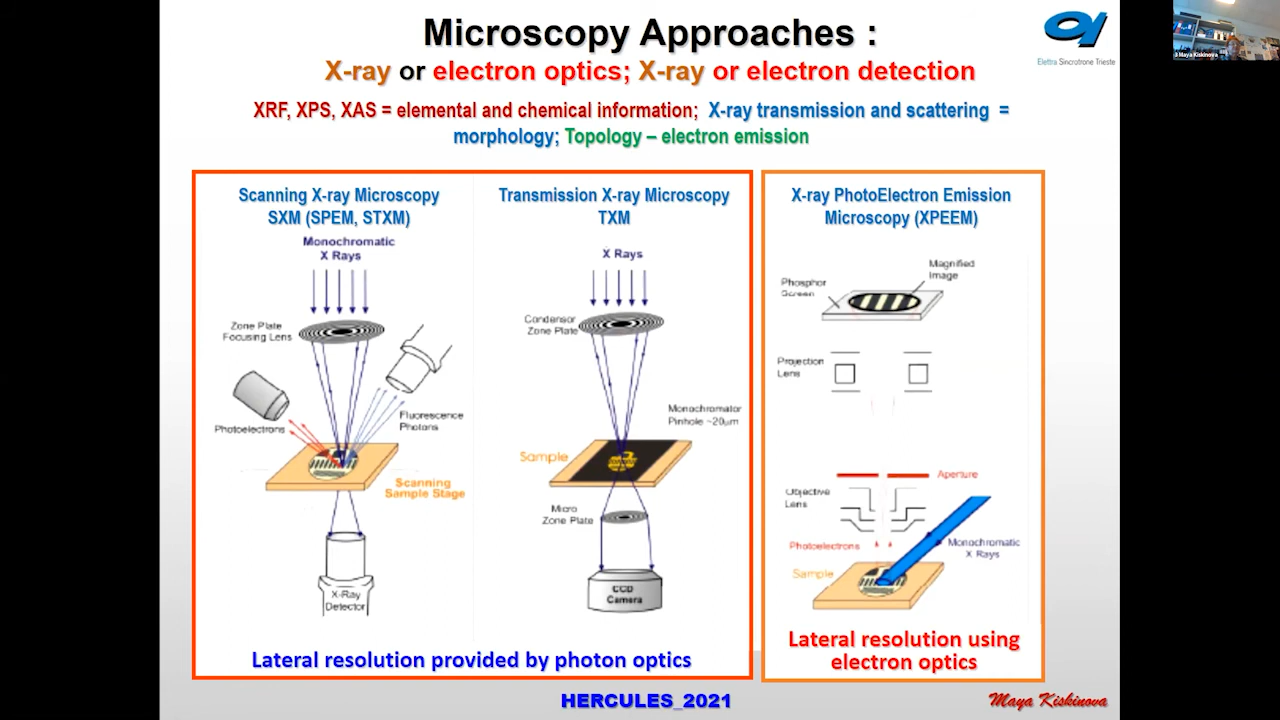 Microscopy Approaches :
X-ray or electron optics; X-ray or electron detection
Elettra Sincrotrone Trieste
Maya Kiskinova
XRF, XPS, XAS = elemental and chemical information; X-ray transmission and scattering =
morphology; Topology – electron emission
Scanning X-ray Microscopy
SXM (SPEM, STXM)
Monochromatic
X Rays
Zone Plate
Focusing Lens
Photoelectrons
Fluorescence
Photons
Scanning
Sample Stage
X-Ray
Detector
Transmission X-ray Microscopy
TXM
X Rays
Condensor
Zone Plate
Monochromator
Pinhole ~20µm
Sample
Micro
Zone Plate
CCD
Camera
Lateral resolution provided by photon optics
X-ray PhotoElectron Emission
Microscopy (XPEEM)
Magnified
Image
Phosphor
Screen
Projection
Lens
Aperture
Objective
Lens
Photoelectrons
Monochromatic
X Rays
Sample
Lateral resolution using
electron optics
HERCULES_2021
Maya Kiskinova